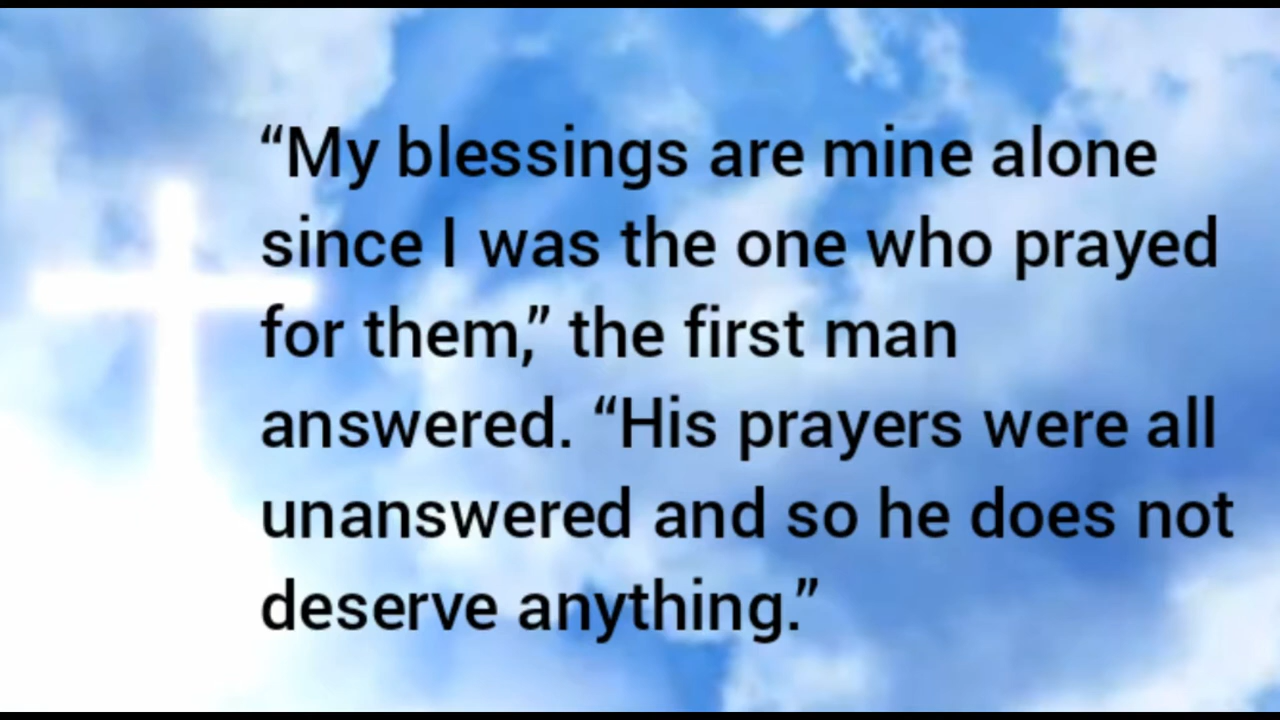 “My blessings are mine alone
since I was the one who prayed
for them,” the first man
answered. “His prayers were all
unanswered and so he does not
deserve anything.”